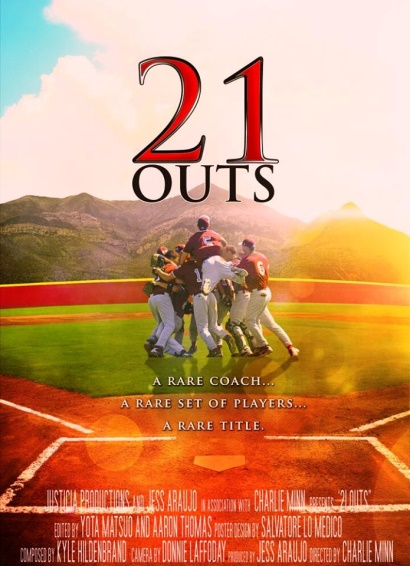 21
OUTS
A RARE COACH...
A RARE SET OF PLAYERS...
A RARE TITLE.
JUSTICIA PRODUCTIONS AND JESS ARAUJO IN ASSOCIATION WITH CHARLIE MINN PRESENTS "21 OUTS"
EDITED BY YOTA MATSUO AND AARON THOMAS POSTER DESIGN BY SALVATORE LO MEDICO
COMPOSED BY KYLE HILDENBRAND CAMERA BY DONNIE LAFFODAY PRODUCED BY JESS ARAUJO DIRECTED BY CHARLIE MINN